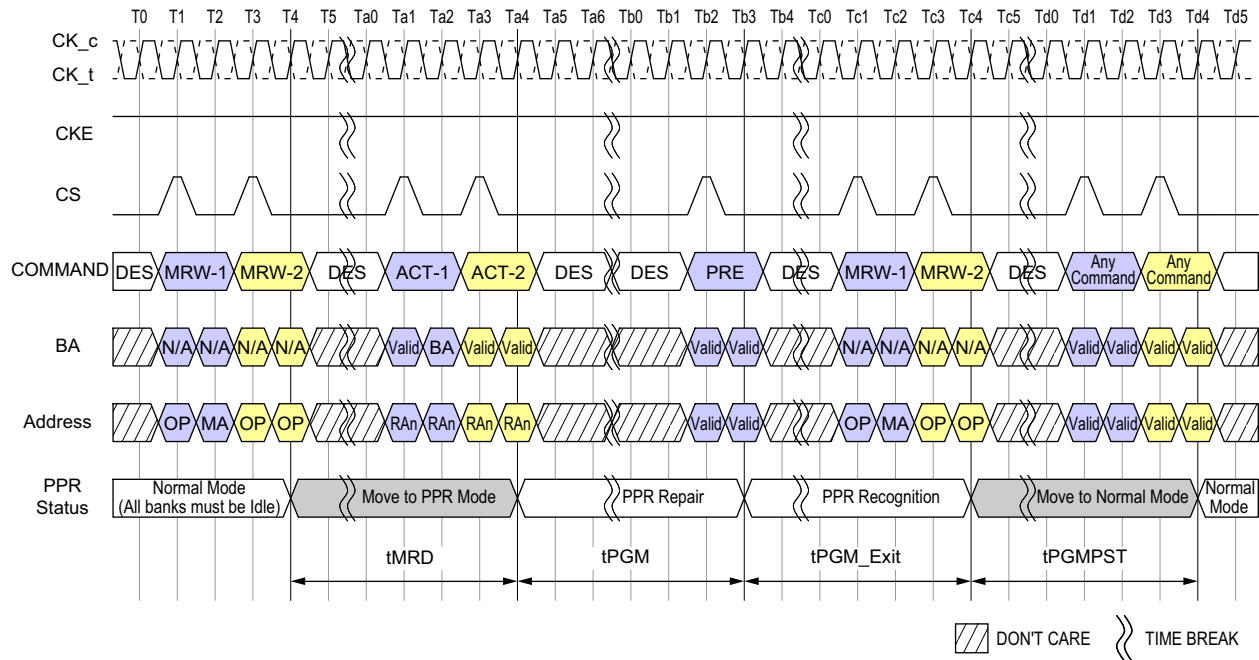 T0 T1 T2 T3 T4 T5 Ta0 Ta1 Ta2 Ta3 Ta4 Ta5 Ta6 Tb0 Tb1 Tb2 Tb3 Tb4 Tc0 Tc1 Tc2 Tc3 Tc4 Tc5 Td0 Td1 Td2 Td3 Td4 Td5
CK_c
CK_t
CKE
CS
COMMAND DES MRW-1 MRW-2 DES ACT-1 ACT-2 DES DES PRE DES MRW-1 MRW-2 DES Any Command Any Command
BA N/A N/A N/A N/A Valid BA Valid Valid Valid Valid N/A N/A N/A N/A Valid Valid Valid Valid
Address OP MA OP OP RAn RAn RAn RAn Valid Valid OP MA OP OP Valid Valid Valid Valid
PPR Status
Normal Mode
(All banks must be Idle)
Move to PPR Mode
PPR Repair
PPR Recognition
Move to Normal Mode
Normal Mode
tMRD tPGM tPGM_Exit tPGMPST
DON'T CARE TIME BREAK